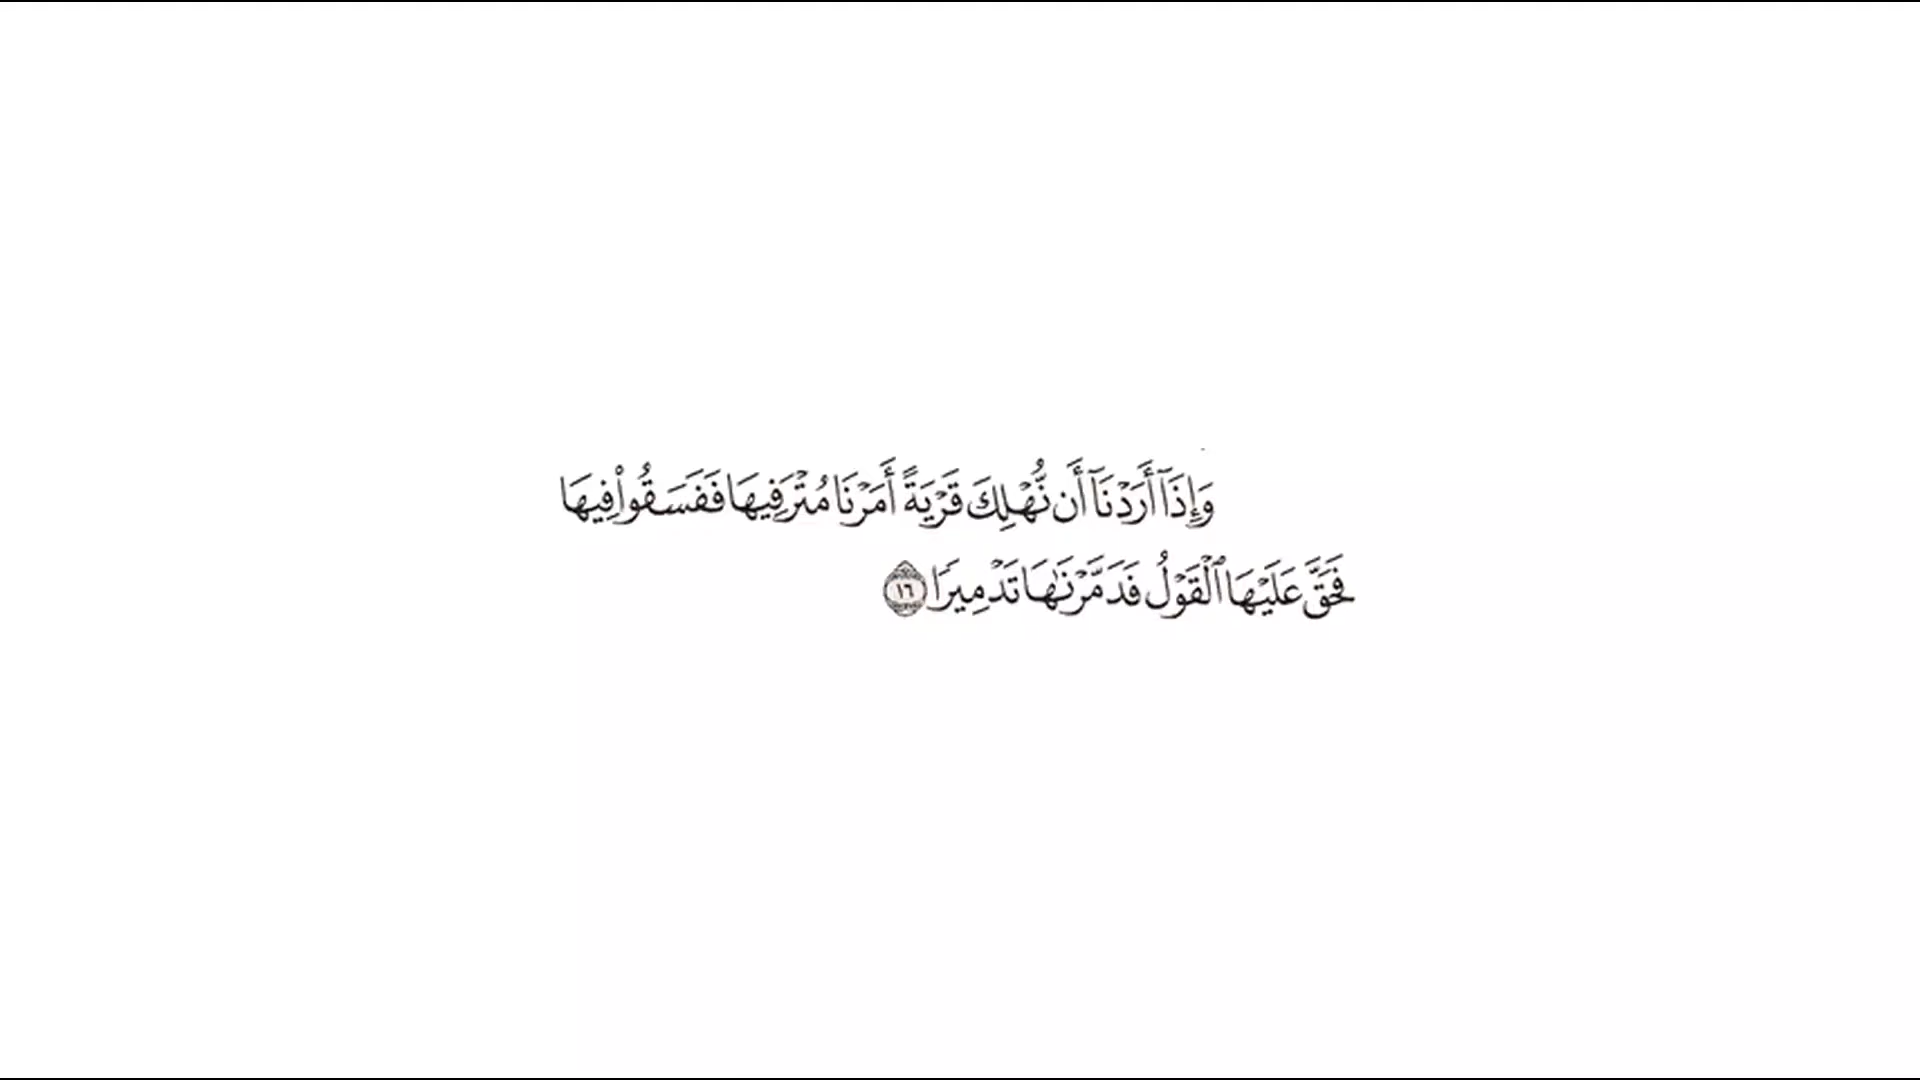 وَإِذَآ أَرَدْنَآ أَن نُّهْلِكَ قَرْيَةً أَمَرْنَا مُتْرَفِيهَا فَفَسَقُوا۟ فِيهَا
فَحَقَّ عَلَيْهَا ٱلْقَوْلُ فَدَمَّرْنَٰهَا تَدْمِيرًا ١٦